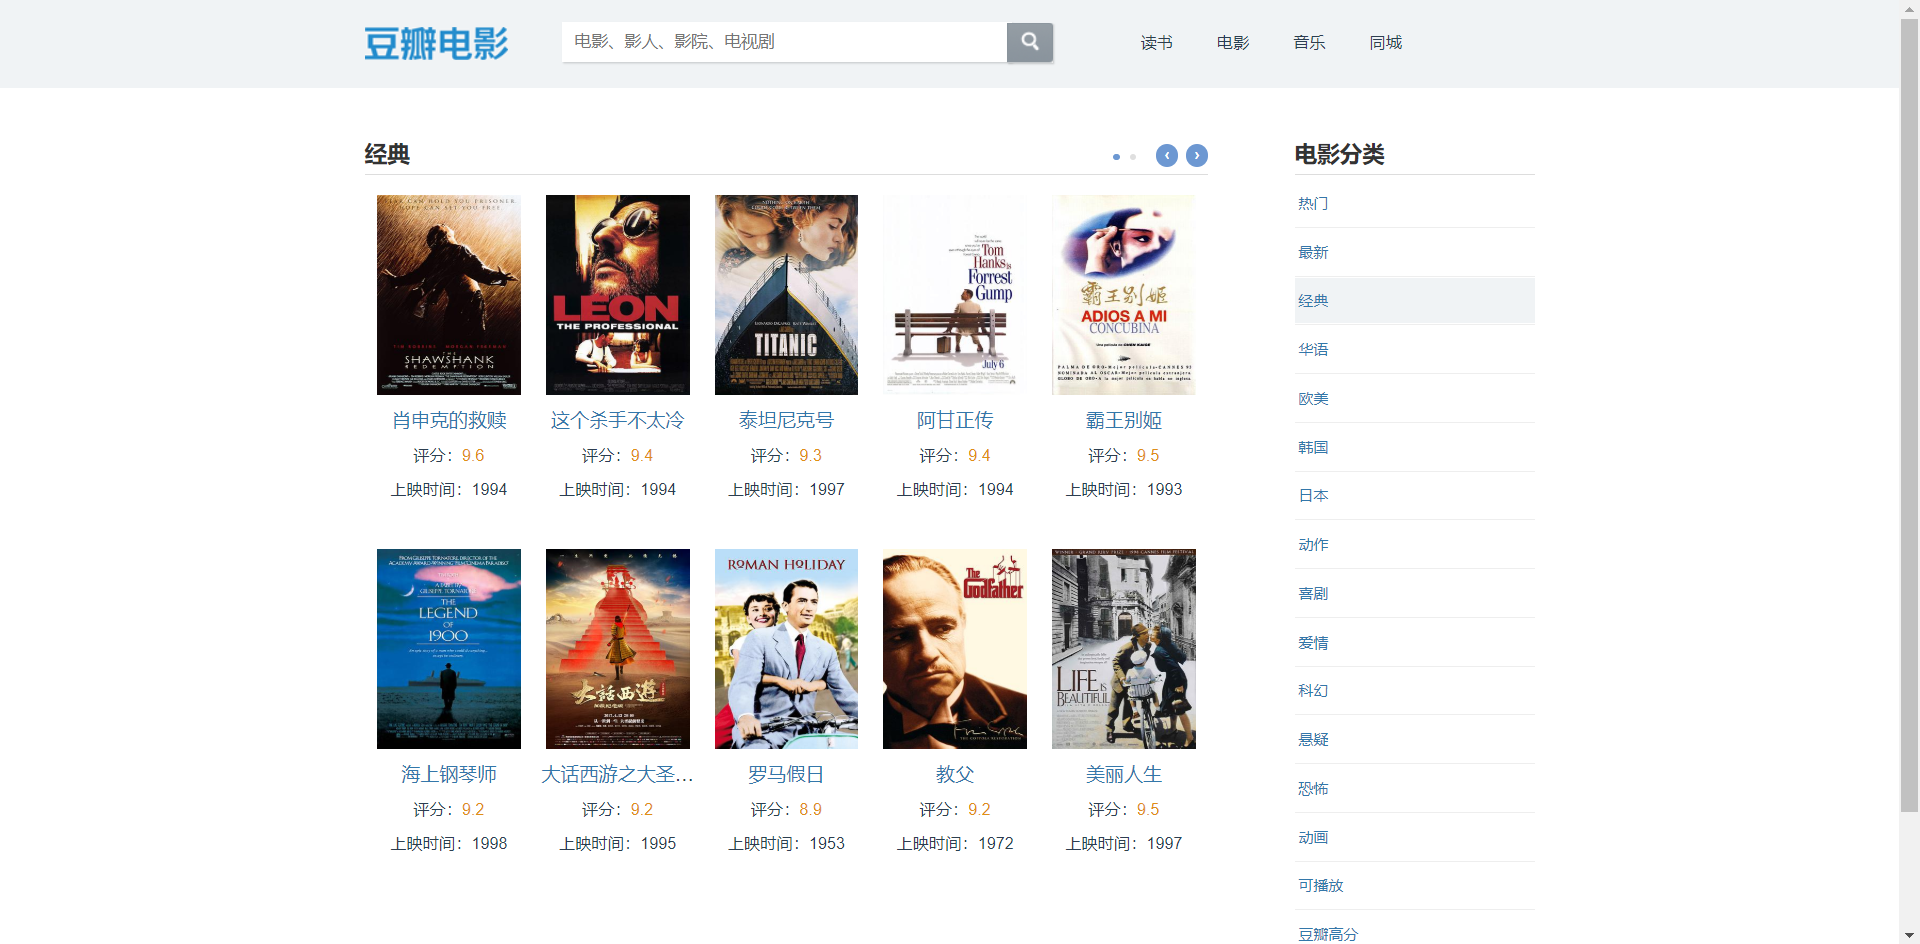 豆瓣电影
电影、影人、影院、电视剧
读书 电影 音乐 同城
经典
THE SHAWSHANK REDEMPTION
LEON
THE PROFESSIONAL
TITANIC
Tom
Hanks is
Forrest
Gump
July 6
霸王别姬
ADIOS A MI
CONCUBINA
肖申克的救赎 这个杀手不太冷 泰坦尼克号 阿甘正传 霸王别姬
评分：9.6 评分：9.4 评分：9.3 评分：9.4 评分：9.5
上映时间：1994 上映时间：1994 上映时间：1997 上映时间：1994 上映时间：1993
THE
LEGEND
OF
1900
大话西遊
ROMAN HOLIDAY
The
Godfather
LIFE IS
BEAUTIFUL
海上钢琴师 大话西游之大圣... 罗马假日 教父 美丽人生
评分：9.2 评分：9.2 评分：8.9 评分：9.2 评分：9.5
上映时间：1998 上映时间：1995 上映时间：1953 上映时间：1972 上映时间：1997
电影分类
热门
最新
经典
华语
欧美
韩国
日本
动作
喜剧
爱情
科幻
悬疑
恐怖
动画
可播放
豆瓣高分